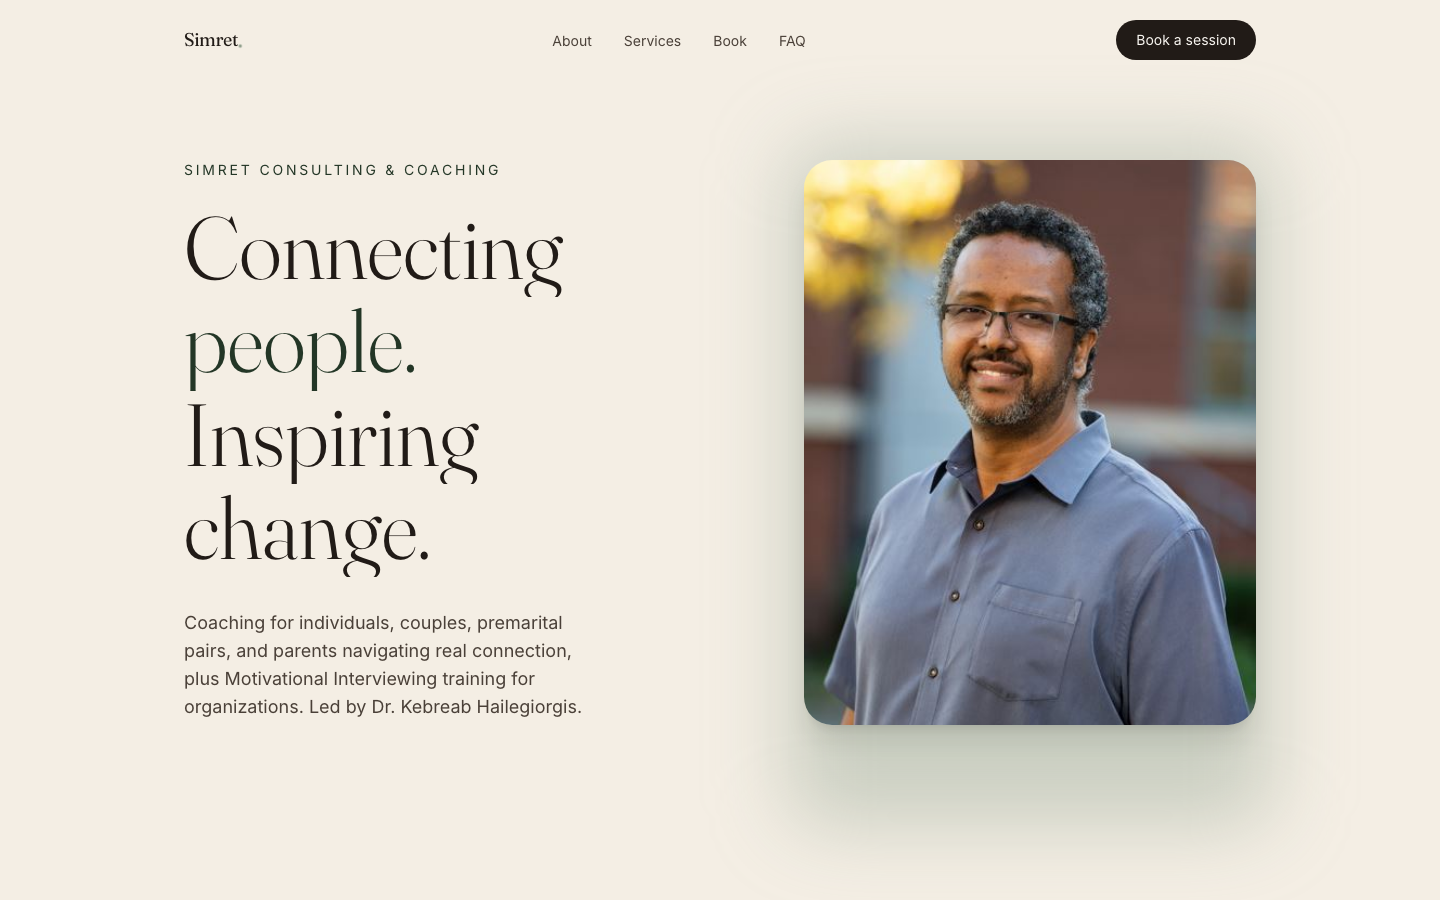 Simret.
About Services Book FAQ
Book a session
SIMRET CONSULTING & COACHING
Connecting
people.
Inspiring
change.
Coaching for individuals, couples, premarital
pairs, and parents navigating real connection,
plus Motivational Interviewing training for
organizations. Led by Dr. Kebreab Hailegiorgis.